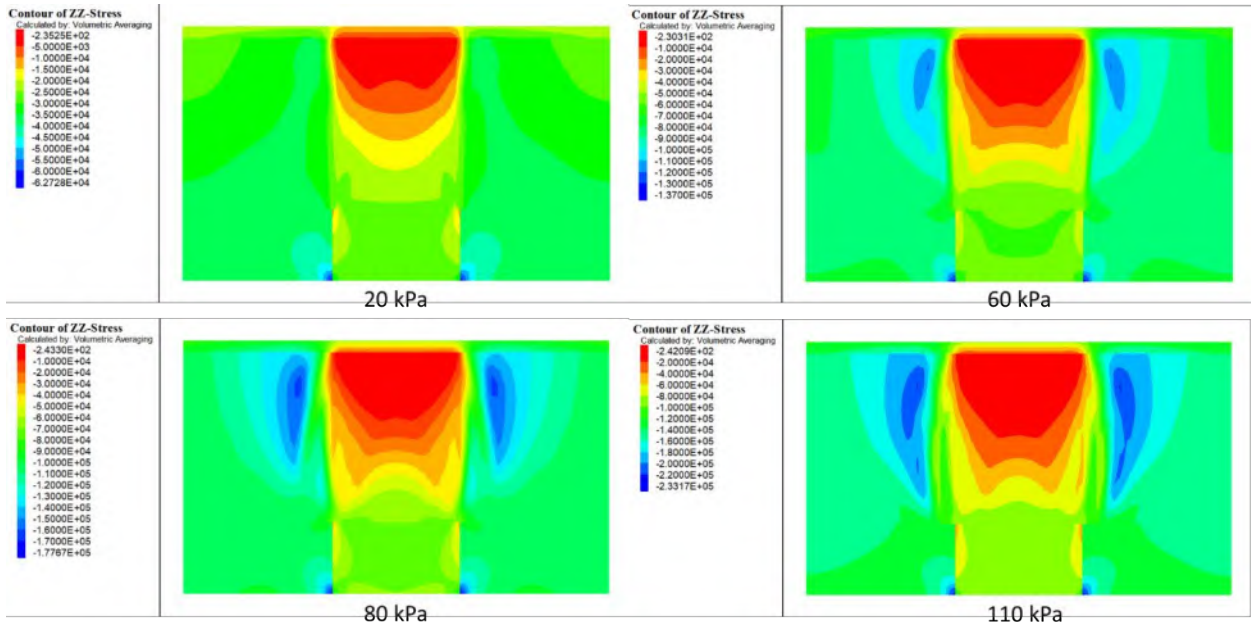 Contour of ZZ-Stress
Calculated by: Volumetric Averaging
-2.3525E+02
-5.0000E+03
-1.0000E+04
-1.5000E+04
-2.0000E+04
-2.5000E+04
-3.0000E+04
-3.5000E+04
-4.0000E+04
-4.5000E+04
-5.0000E+04
-5.5000E+04
-6.0000E+04
-6.2728E+04
20 kPa
Contour of ZZ-Stress
Calculated by: Volumetric Averaging
-2.3031E+02
-1.0000E+04
-2.0000E+04
-3.0000E+04
-4.0000E+04
-5.0000E+04
-6.0000E+04
-7.0000E+04
-8.0000E+04
-9.0000E+04
-1.0000E+05
-1.1000E+05
-1.2000E+05
-1.3000E+05
-1.3700E+05
60 kPa
Contour of ZZ-Stress
Calculated by: Volumetric Averaging
-2.4330E+02
-1.0000E+04
-2.0000E+04
-3.0000E+04
-4.0000E+04
-5.0000E+04
-6.0000E+04
-7.0000E+04
-8.0000E+04
-9.0000E+04
-1.0000E+05
-1.1000E+05
-1.2000E+05
-1.3000E+05
-1.4000E+05
-1.5000E+05
-1.6000E+05
-1.7000E+05
-1.7767E+05
80 kPa
Contour of ZZ-Stress
Calculated by: Volumetric Averaging
-2.4209E+02
-2.0000E+04
-4.0000E+04
-6.0000E+04
-8.0000E+04
-1.0000E+05
-1.2000E+05
-1.4000E+05
-1.6000E+05
-1.8000E+05
-2.0000E+05
-2.2000E+05
-2.3317E+05
110 kPa